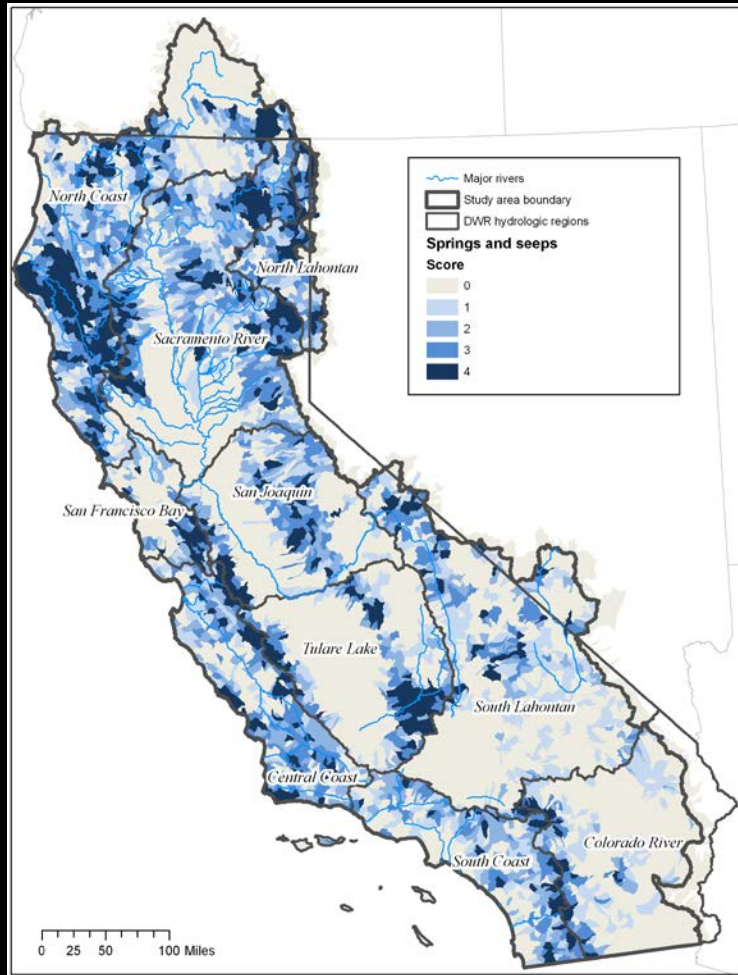 Major rivers
Study area boundary
DWR hydrologic regions
Springs and seeps
Score
0
1
2
3
4
North Coast
North Lahontan
Sacramento River
San Joaquin
San Francisco Bay
Tulare Lake
South Lahontan
Central Coast
Colorado River
South Coast
0 25 50 100 Miles